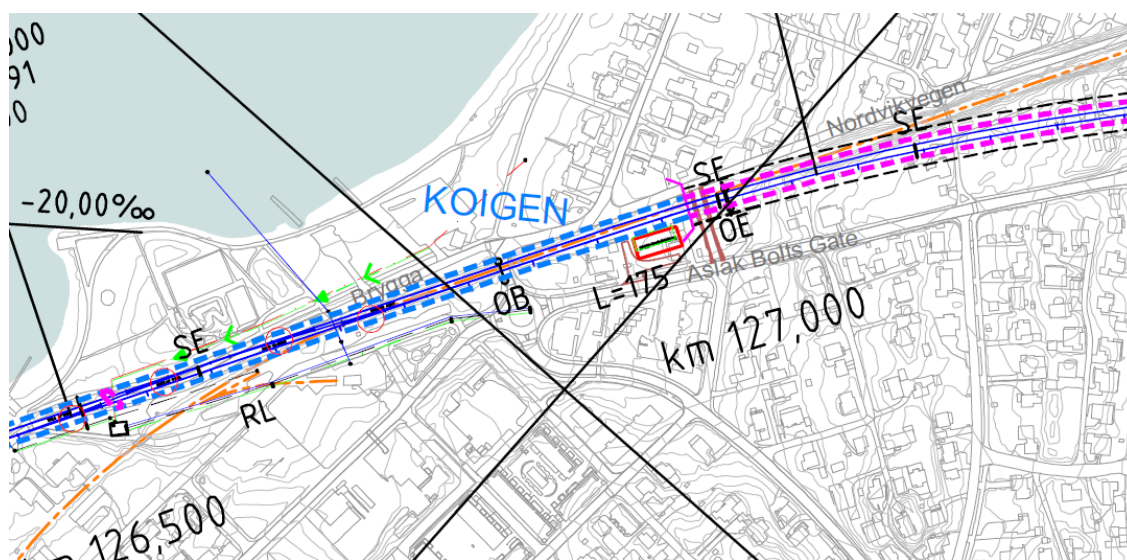 000
91
0
-20,00‰
KOIGEN
Nordvikvegen
SE
SE
OE
Aslak Bolts Gate
L=175
Brygga
OB
SE
km 127,000
R
RL
126,500